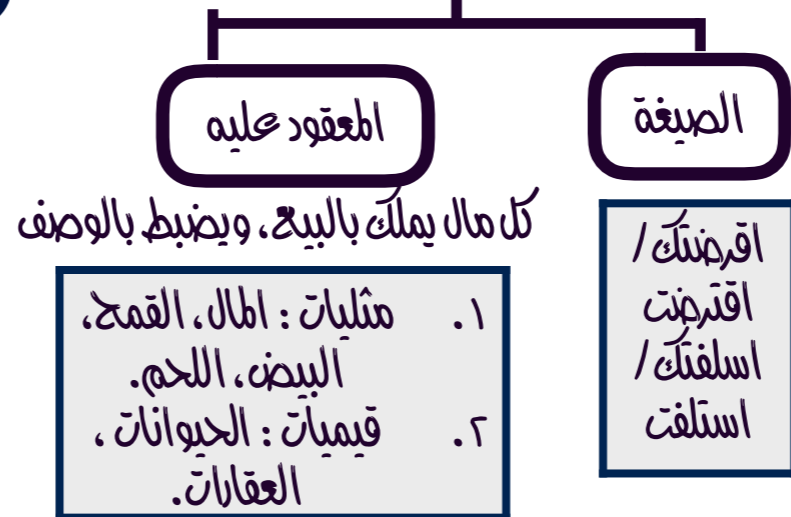 الصيغة
اقرضتك /
اقترضت
اسلفتك /
استلفت
المعقود عليه
كل مال يملك بالبيع، ويضبط بالوصف
١. مثليات : المال، القمح،
البيض، اللحم.
٢. قيميات : الحيوانات ،
العقارات.